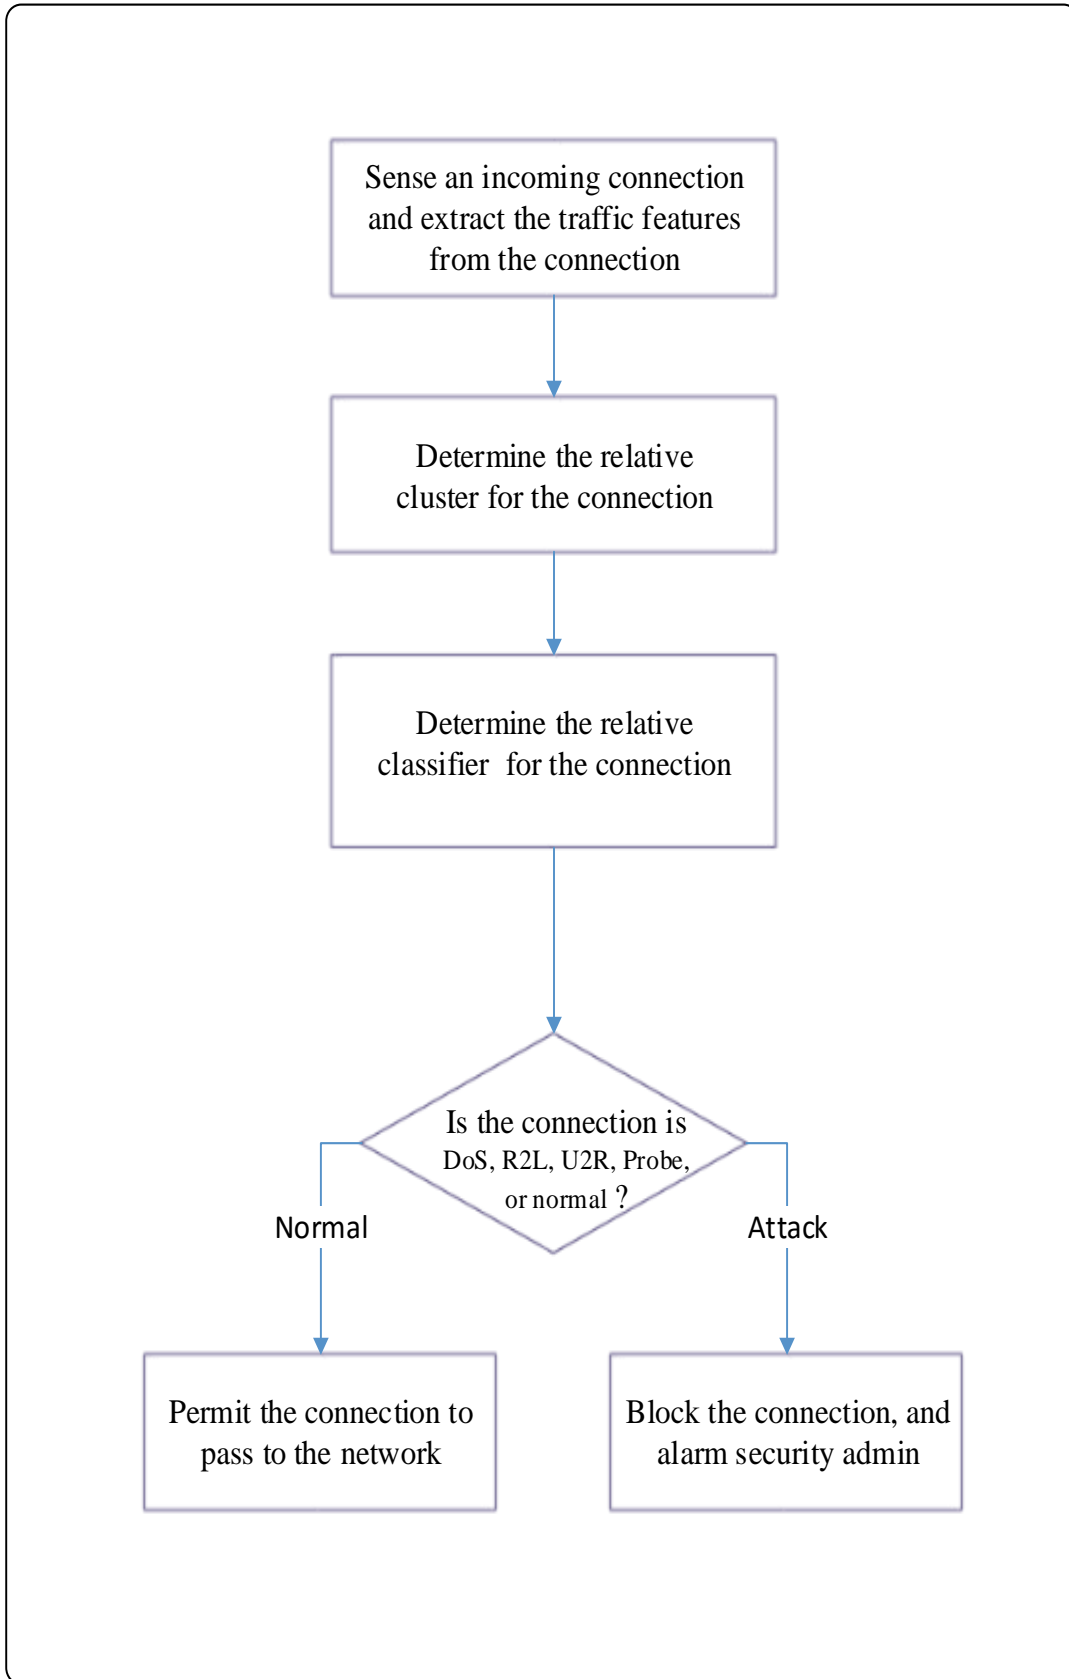 Sense an incoming connection
and extract the traffic features
from the connection
Determine the relative
cluster for the connection
Determine the relative
classifier for the connection
Is the connection is
DoS, R2L, U2R, Probe,
or normal ?
Normal
Attack
Permit the connection to
pass to the network
Block the connection, and
alarm security admin